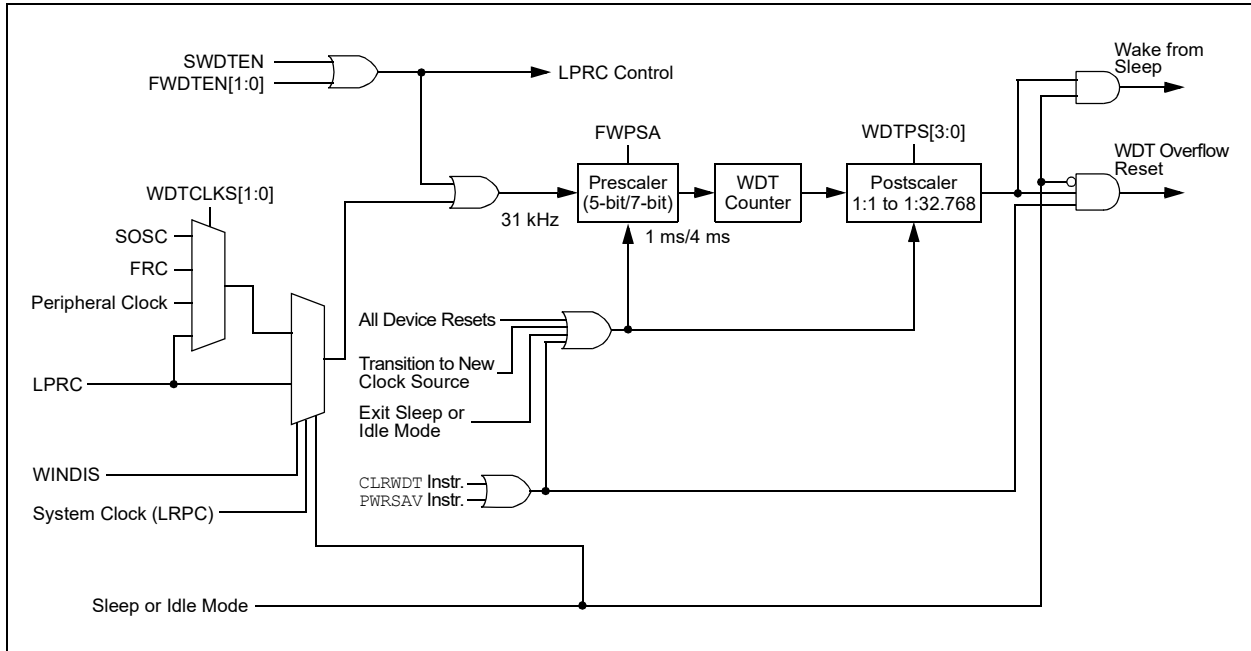 SWDTEN
FWDTEN[1:0]
LPRC Control
Wake from
Sleep
FWPSA
WDTPS[3:0]
WDT Overflow
Reset
WDTCLKS[1:0]
Prescaler
(5-bit/7-bit)
WDT
Counter
Postscaler
1:1 to 1:32.768
31 kHz
1 ms/4 ms
SOSC
FRC
Peripheral Clock
LPRC
All Device Resets
Transition to New
Clock Source
Exit Sleep or
Idle Mode
WINDIS
CLRWDT Instr.
PWRSAV Instr.
System Clock (LRPC)
Sleep or Idle Mode